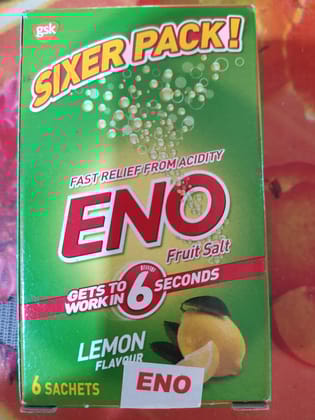 gsk
SIXER PACK!
FAST RELIEF FROM ACIDITY
ENO
Fruit Salt
GETS TO
WORK IN 6 SECONDS
LEMON
FLAVOUR
6 SACHETS
ENO